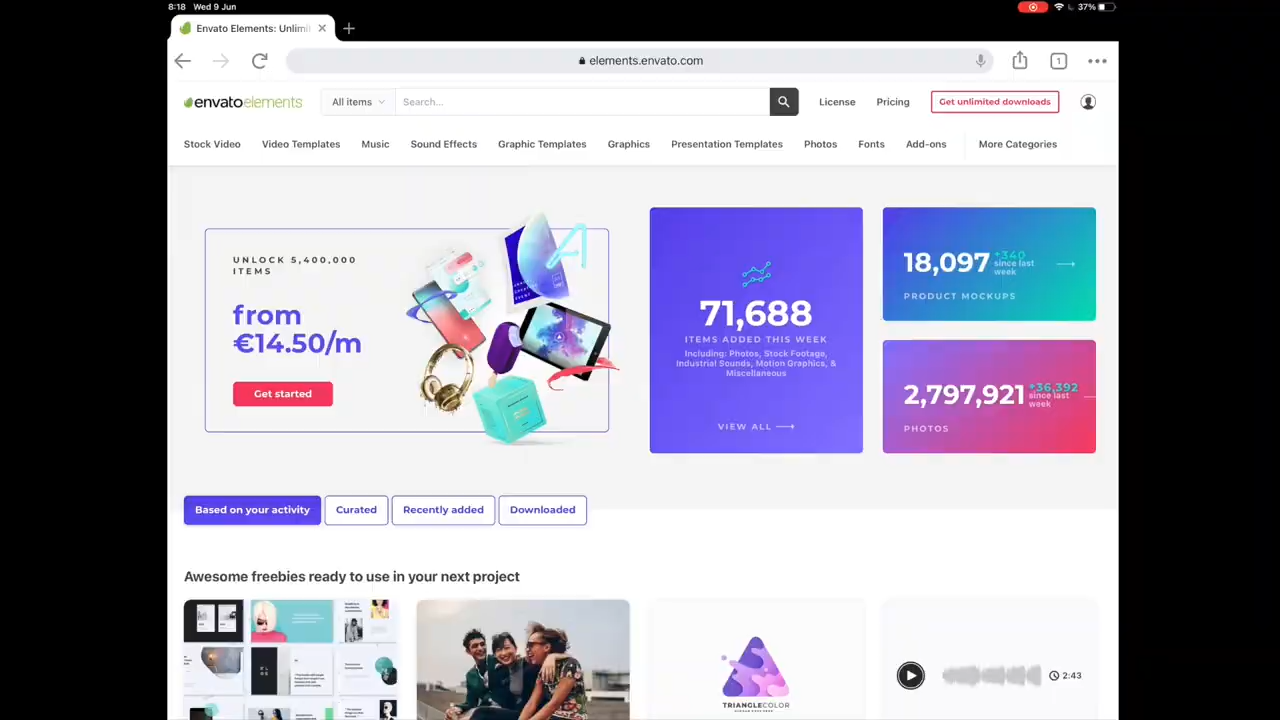 8:18 Wed 9 Jun
37%
Envato Elements: Unlimi
elements.envato.com
1
envatoelements
All items
Search...
License
Pricing
Get unlimited downloads
Stock Video
Video Templates
Music
Sound Effects
Graphic Templates
Graphics
Presentation Templates
Photos
Fonts
Add-ons
More Categories
UNLOCK 5,400,000
ITEMS
from
€14.50/m
Get started
71,688
ITEMS ADDED THIS WEEK
Including: Photos, Stock Footage,
Industrial Sounds, Motion Graphics, &
Miscellaneous
VIEW ALL
18,097
+340
since last
week
PRODUCT MOCKUPS
2,797,921
+36,392
since last
week
PHOTOS
Based on your activity
Curated
Recently added
Downloaded
Awesome freebies ready to use in your next project
TRIANGLECOLOR
2:43